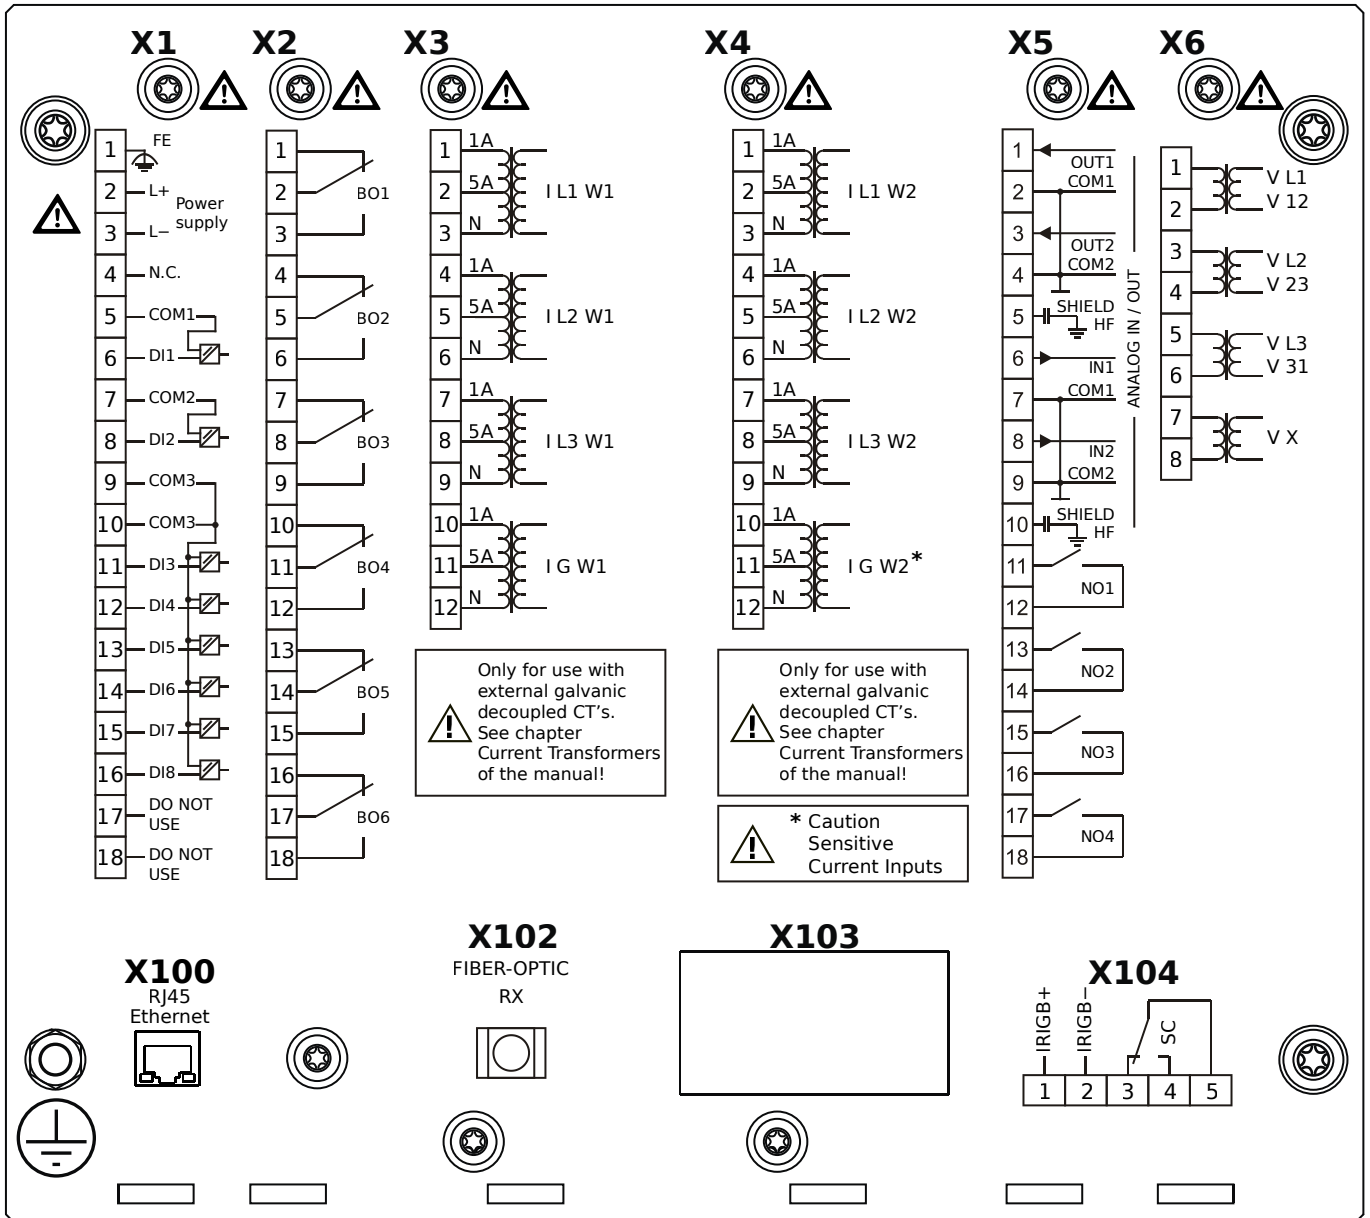 X1
X2
X3
X4
X5
X6
1 FE
2 L+
Power
supply
3 L−
4 N.C.
5 COM1
6 DI1
7 COM2
8 DI2
9 COM3
10 COM3
11 DI3
12 DI4
13 DI5
14 DI6
15 DI7
16 DI8
17 DO NOT
USE
18 DO NOT
USE
1
2 BO1
3
4
5 BO2
6
7
8 BO3
9
10
11 BO4
12
13
14 BO5
15
16
17 BO6
18
1 1A
2 5A I L1 W1
3 N
4 1A
5 5A I L2 W1
6 N
7 1A
8 5A I L3 W1
9 N
10 1A
11 5A I G W1
12 N
Only for use with
external galvanic
decoupled CT's.
See chapter
Current Transformers
of the manual!
1 1A
2 5A I L1 W2
3 N
4 1A
5 5A I L2 W2
6 N
7 1A
8 5A I L3 W2
9 N
10 1A
11 5A I G W2*
12 N
Only for use with
external galvanic
decoupled CT's.
See chapter
Current Transformers
of the manual!
* Caution
Sensitive
Current Inputs
1 OUT1
2 COM1
3 OUT2
4 COM2
5 SHIELD
HF
6 IN1
7 COM1
8 IN2
9 COM2
10 SHIELD
HF
ANALOG IN / OUT
11
NO1
12
13
NO2
14
15
NO3
16
17
NO4
18
1 V L1
2 V 12
3 V L2
4 V 23
5 V L3
6 V 31
7 V X
8
X100
RJ45
Ethernet
X102
FIBER-OPTIC
RX
X103
X104
IRIGB+
IRIGB−
SC
1 2 3 4 5